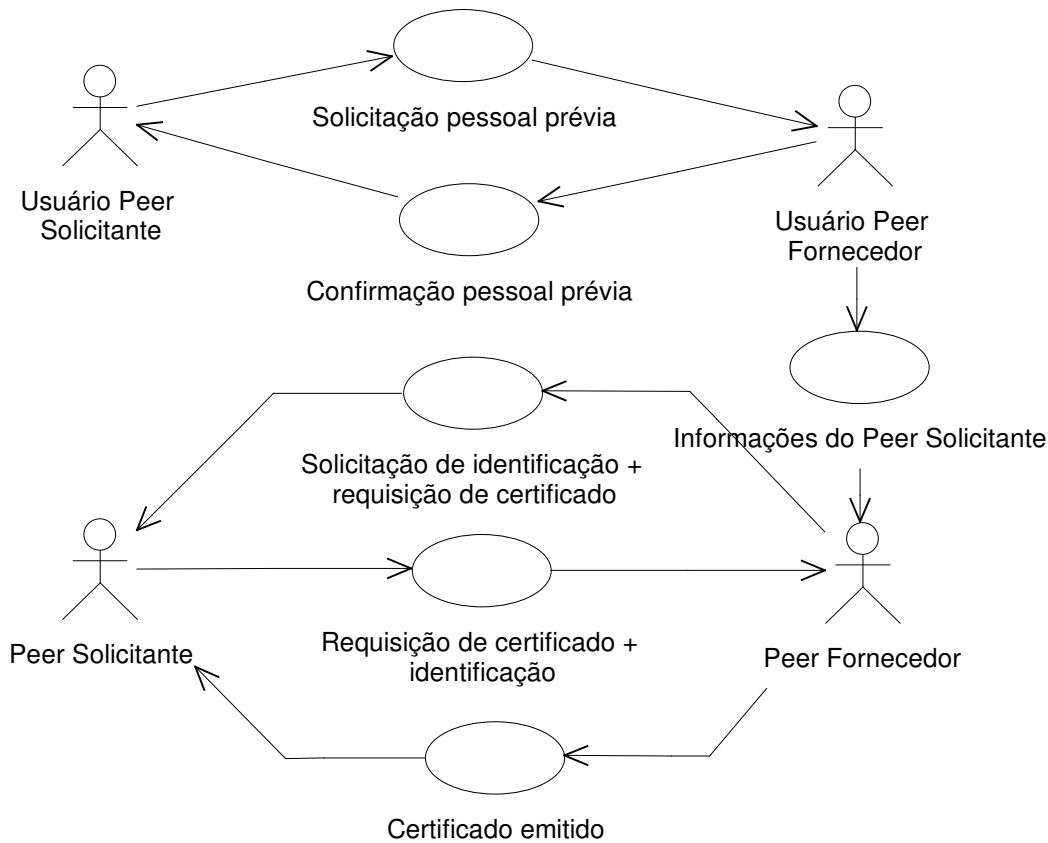 Solicitação pessoal prévia
Usuário Peer
Solicitante
Usuário Peer
Fornecedor
Confirmação pessoal prévia
Informações do Peer Solicitante
Solicitação de identificação +
requisição de certificado
Peer Solicitante
Requisição de certificado +
identificação
Peer Fornecedor
Certificado emitido